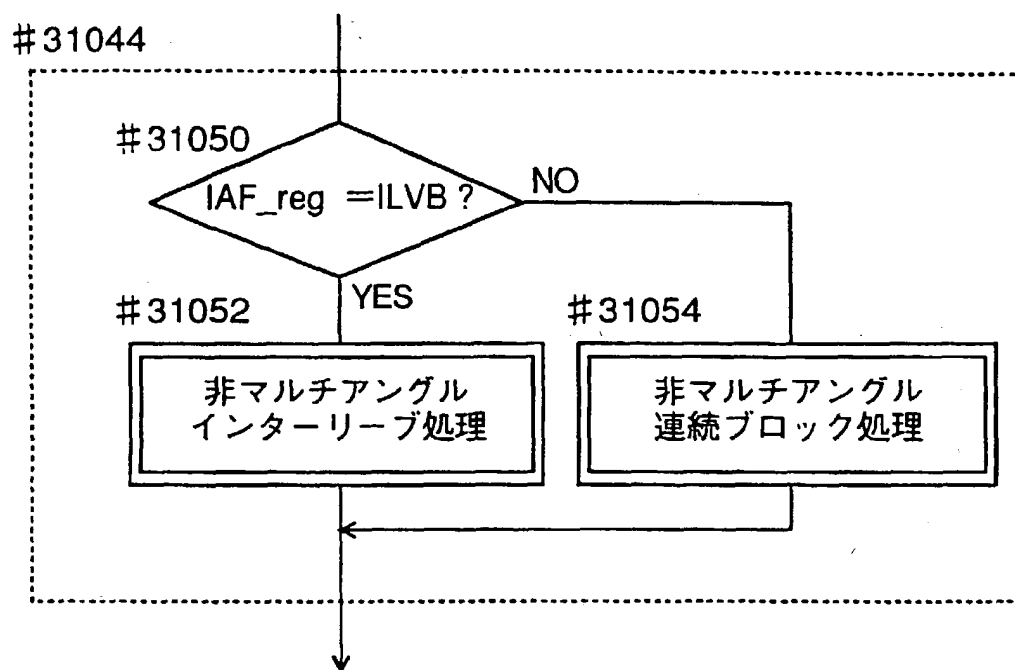 #31044
#31050
IAF_reg =ILVB?
NO
YES
#31052
#31054
非マルチアングル
インターリーブ処理
非マルチアングル
連続ブロック処理